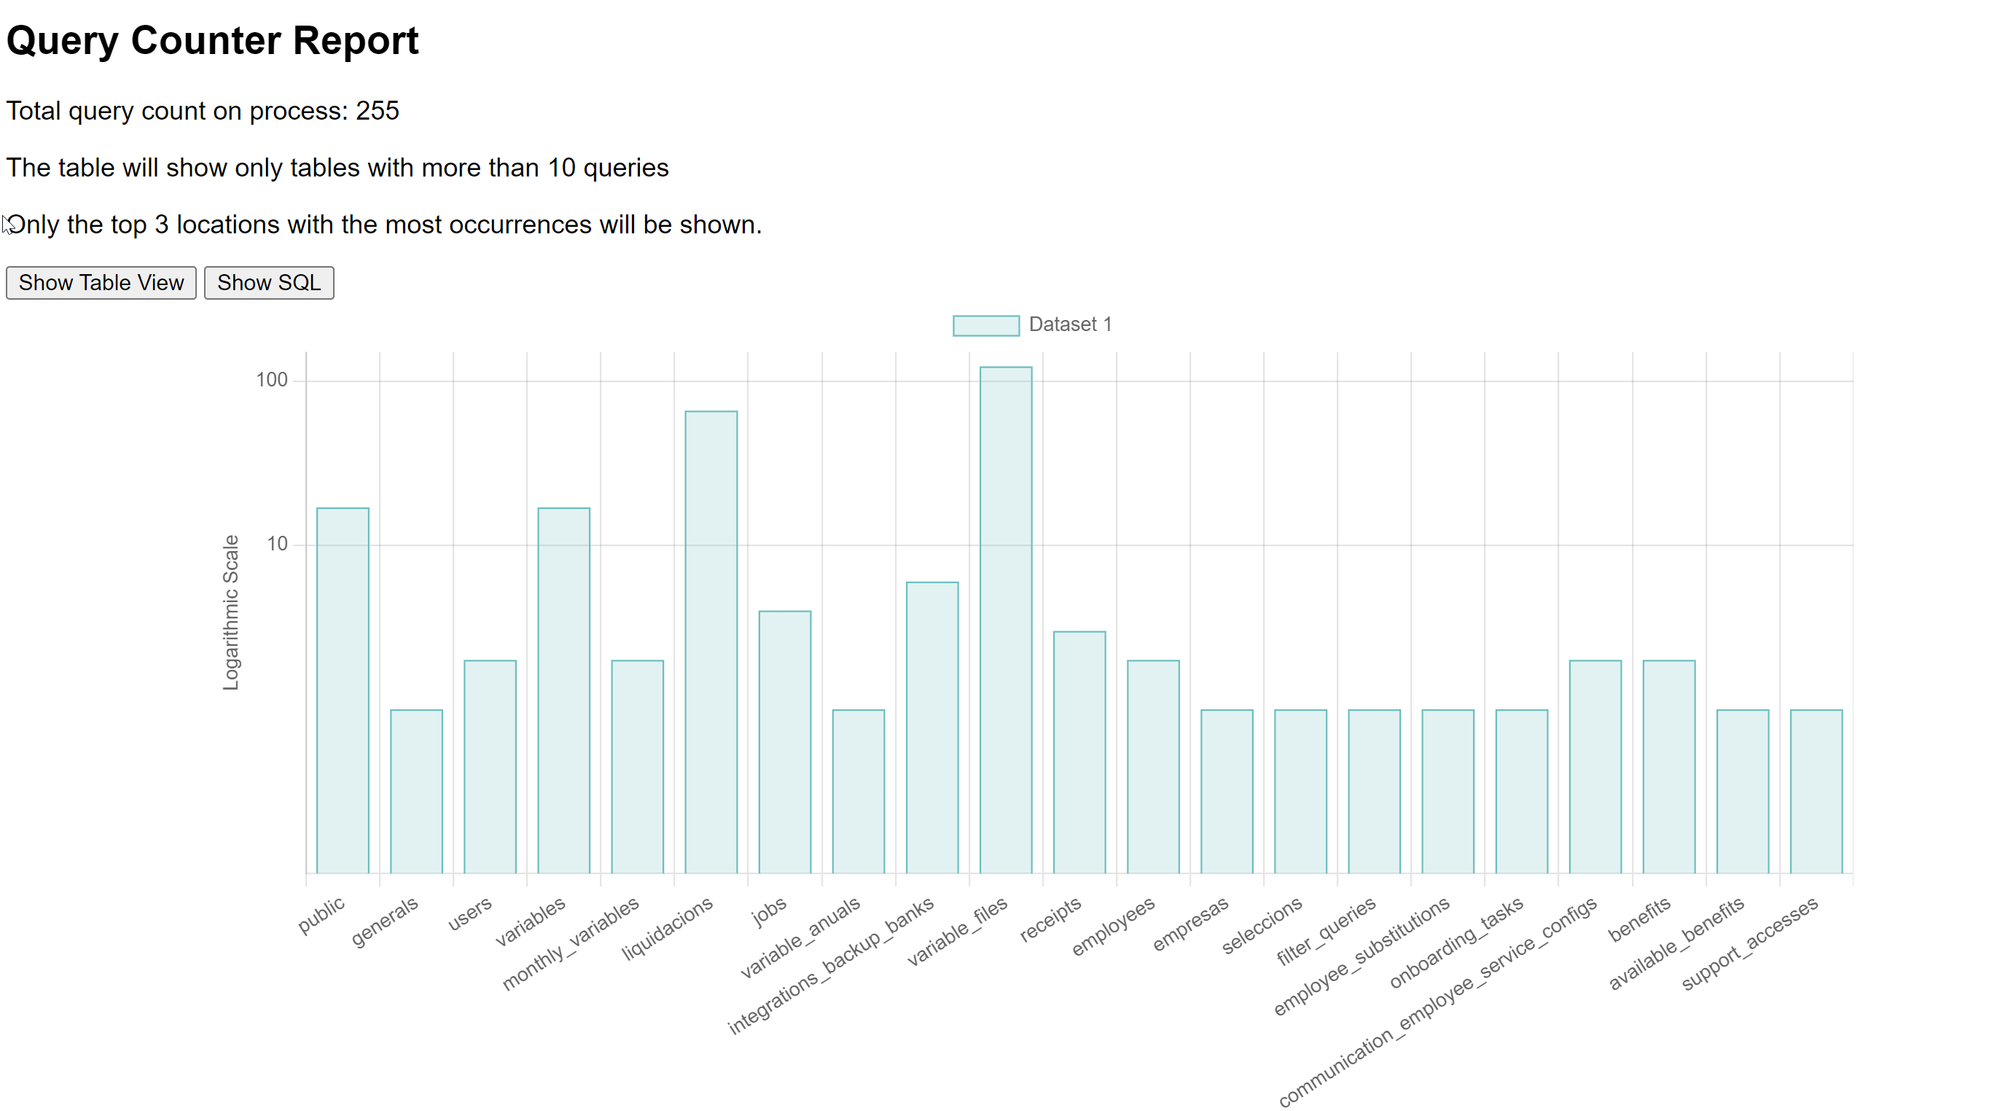 Query Counter Report
Total query count on process: 255
The table will show only tables with more than 10 queries
Only the top 3 locations with the most occurrences will be shown.
Show Table View Show SQL
Dataset 1
100
10
Logarithmic Scale
public
generals
users
variables
monthly_variables
liquidacions
jobs
variable_anuals
integrations_backup_banks
variable_files
receipts
employees
empresas
seleccions
filter_queries
employee_substitutions
onboarding_tasks
communication_employee_service_configs
benefits
available_benefits
support_accesses